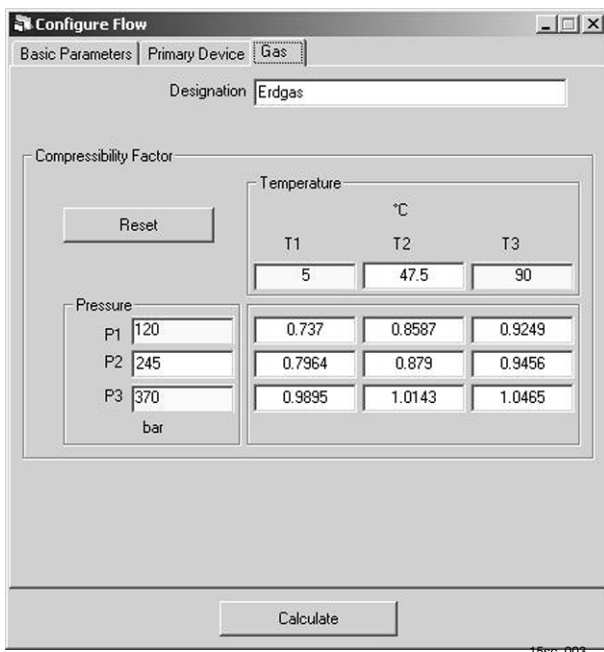 Configure Flow
Basic Parameters Primary Device Gas
Designation Erdgas
Compressibility Factor
Temperature
°C
Reset
T1 T2 T3
5 47.5 90
Pressure
P1 120 0.737 0.8587 0.9249
P2 245 0.7964 0.879 0.9456
P3 370 0.9895 1.0143 1.0465
bar
Calculate